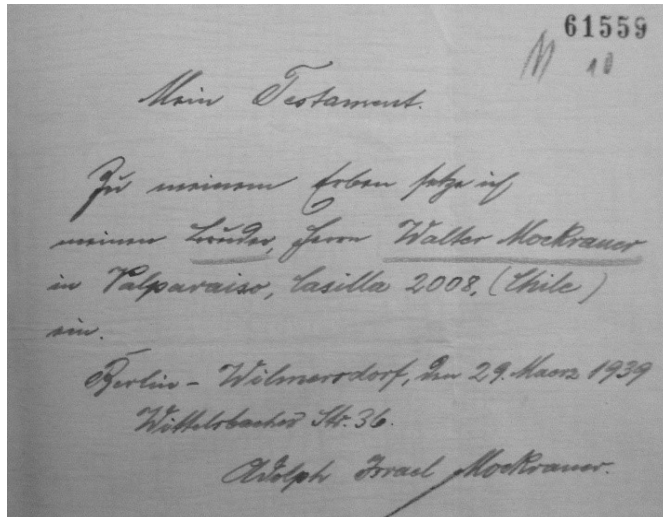 61559
M 10
Mein Testament.
Zu meinem Erben setze ich
meinen Bruder, Herrn Walter Mockrauer
in Valparaiso, Casilla 2008, (Chile)
ein.
Berlin - Wilmersdorf, den 29. Maerz 1939
Wittelsbacher Str. 36.
Adolph Israel Mockrauer.